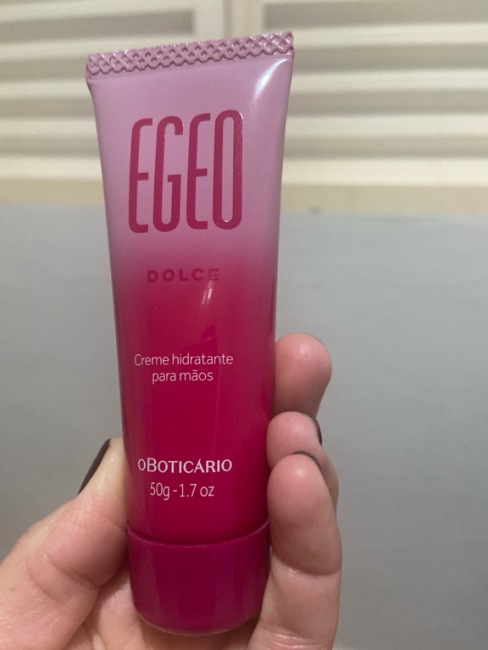 EGEO
DOLCE
Creme hidratante
para mãos
oBOTICÁRIO
50g - 1.7 oz